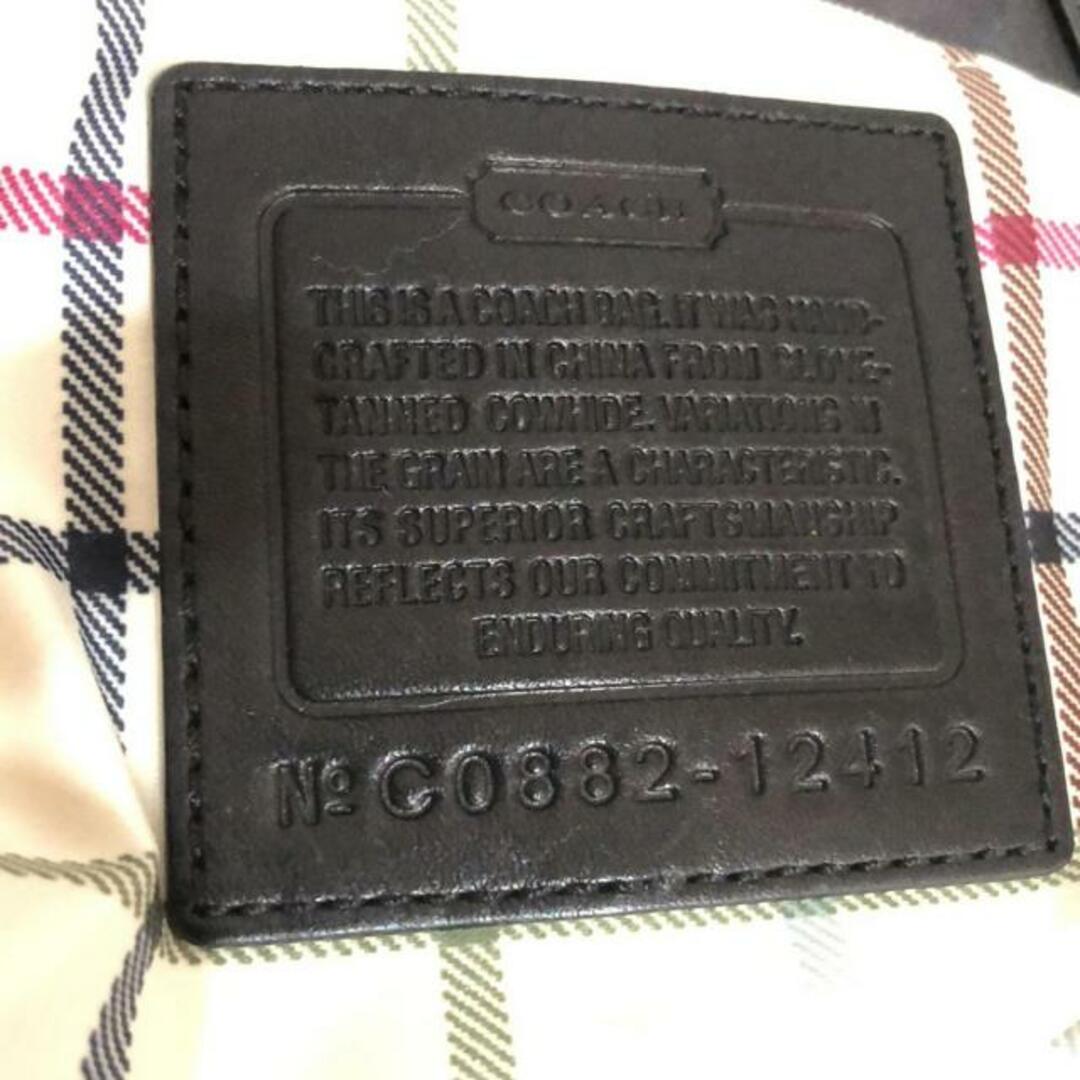 COACH
THIS IS A COACH BAG. IT WAS HAND-
CRAFTED IN CHINA FROM GLOVE-
TANNED COWHIDE. VARIATIONS IN
THE GRAIN ARE A CHARACTERISTIC.
ITS SUPERIOR CRAFTSMANSHIP
REFLECTS OUR COMMITMENT TO
ENDURING QUALITY.
Nº C0882-12412